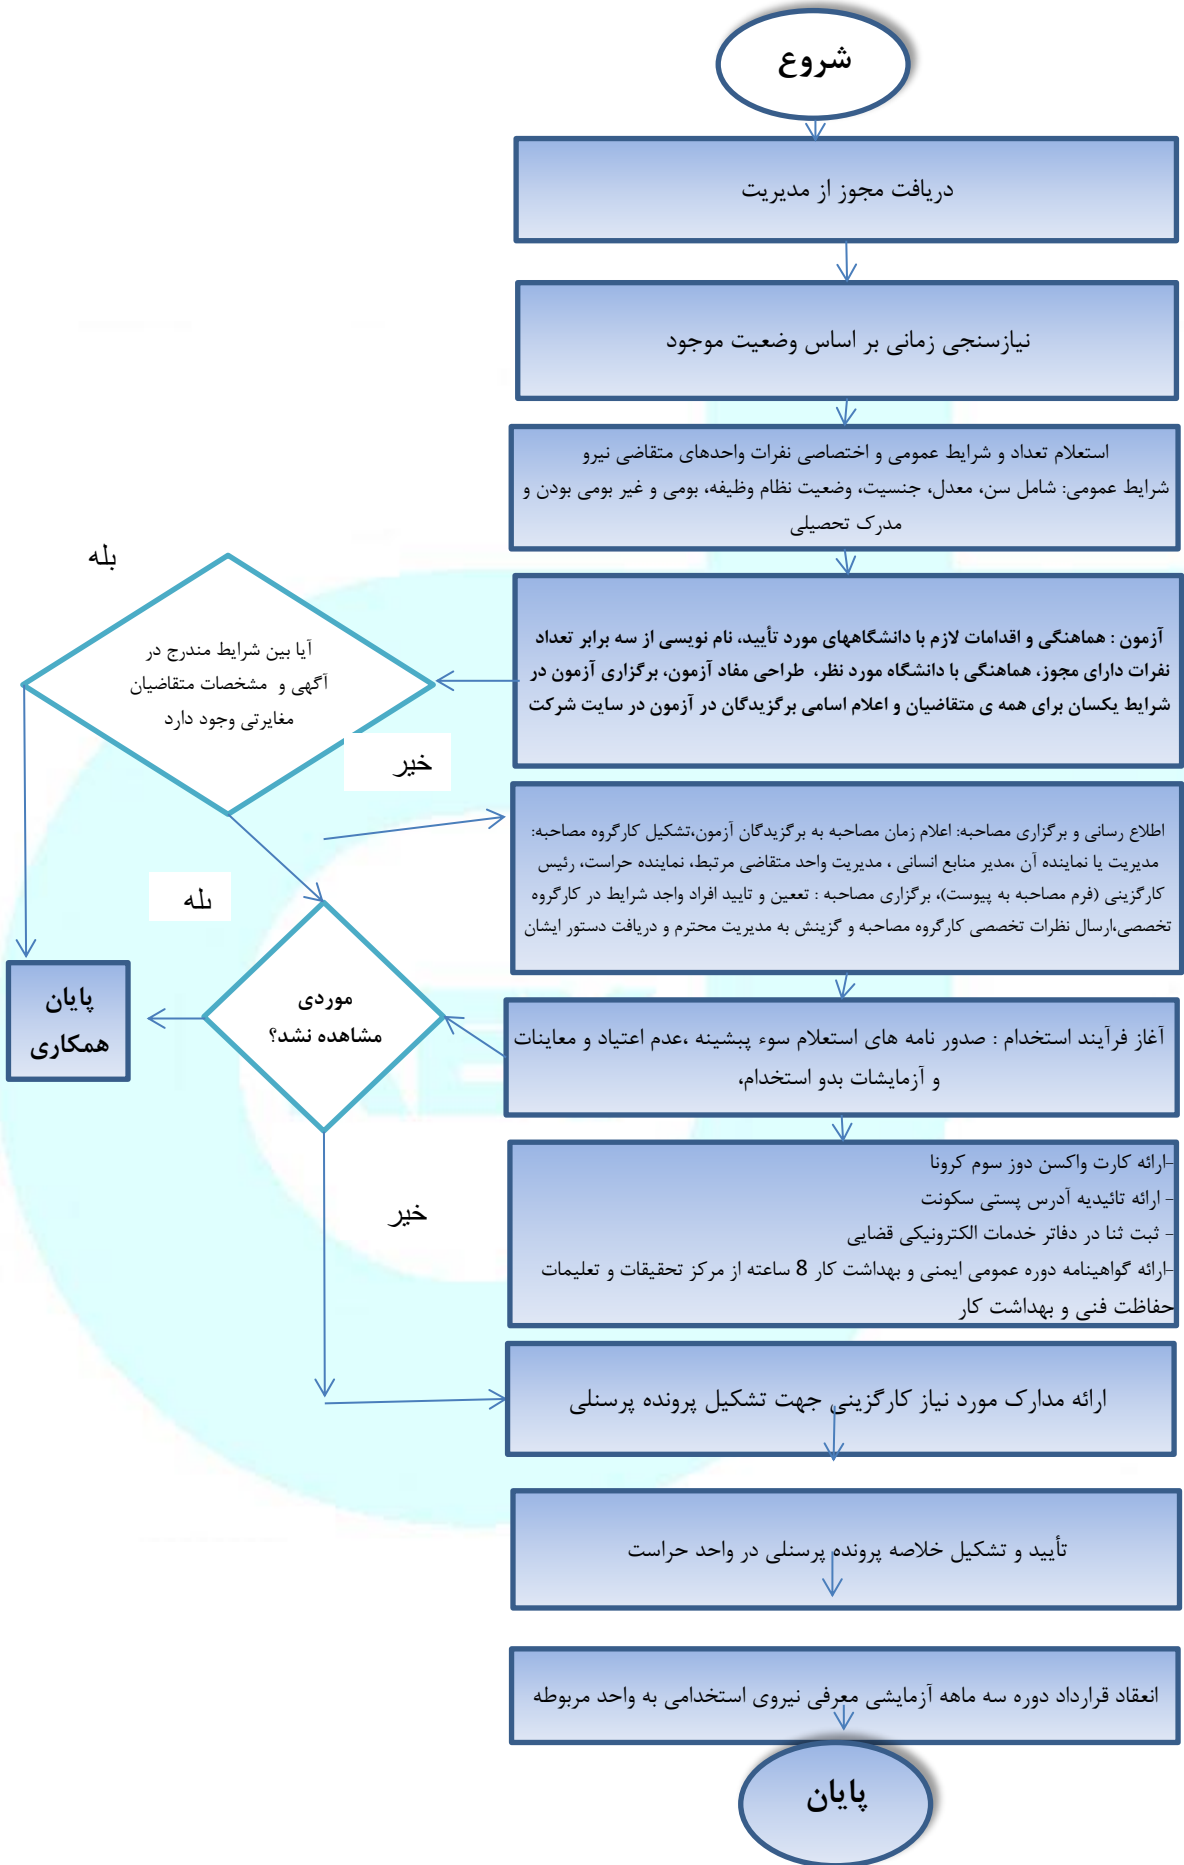 شروع
دریافت مجوز از مدیریت
نیازسنجی زمانی بر اساس وضعیت موجود
استعلام تعداد و شرایط عمومی و اختصاصی نفرات واحدهای متقاضی نیرو
شرایط عمومی: شامل سن، معدل، جنسیت، وضعیت نظام وظیفه، بومی و غیر بومی بودن و
مدرک تحصیلی
آزمون : هماهنگی و اقدامات لازم با دانشگاههای مورد تأیید، نام نویسی از سه برابر تعداد
نفرات دارای مجوز، هماهنگی با دانشگاه مورد نظر، طراحی مفاد آزمون، برگزاری آزمون در
شرایط یکسان برای همه ی متقاضیان و اعلام اسامی برگزیدگان در آزمون در سایت شرکت
بله
آیا بین شرایط مندرج در
آگهی و مشخصات متقاضیان
مغایرتی وجود دارد
خیر
اطلاع رسانی و برگزاری مصاحبه: اعلام زمان مصاحبه به برگزیدگان آزمون،تشکیل کارگروه مصاحبه:
مدیریت یا نماینده آن ،مدیر منابع انسانی ، مدیریت واحد متقاضی مرتبط، نماینده حراست، رئیس
کارگزینی (فرم مصاحبه به پیوست)، برگزاری مصاحبه : تععین و تایید افراد واجد شرایط در کارگروه
تخصصی،ارسال نظرات تخصصی کارگروه مصاحبه و گزینش به مدیریت محترم و دریافت دستور ایشان
بله
موردی
مشاهده نشد؟
پایان
همکاری
آغاز فرآیند استخدام : صدور نامه های استعلام سوء پیشینه ،عدم اعتیاد و معاینات
و آزمایشات بدو استخدام،
-ارائه کارت واکسن دوز سوم کرونا
- ارائه تائیدیه آدرس پستی سکونت
- ثبت ثنا در دفاتر خدمات الکترونیکی قضایی
-ارائه گواهینامه دوره عمومی ایمنی و بهداشت کار 8 ساعته از مرکز تحقیقات و تعلیمات
حفاظت فنی و بهداشت کار
خیر
ارائه مدارک مورد نیاز کارگزینی جهت تشکیل پرونده پرسنلی
تأیید و تشکیل خلاصه پرونده پرسنلی در واحد حراست
انعقاد قرارداد دوره سه ماهه آزمایشی معرفی نیروی استخدامی به واحد مربوطه
پایان